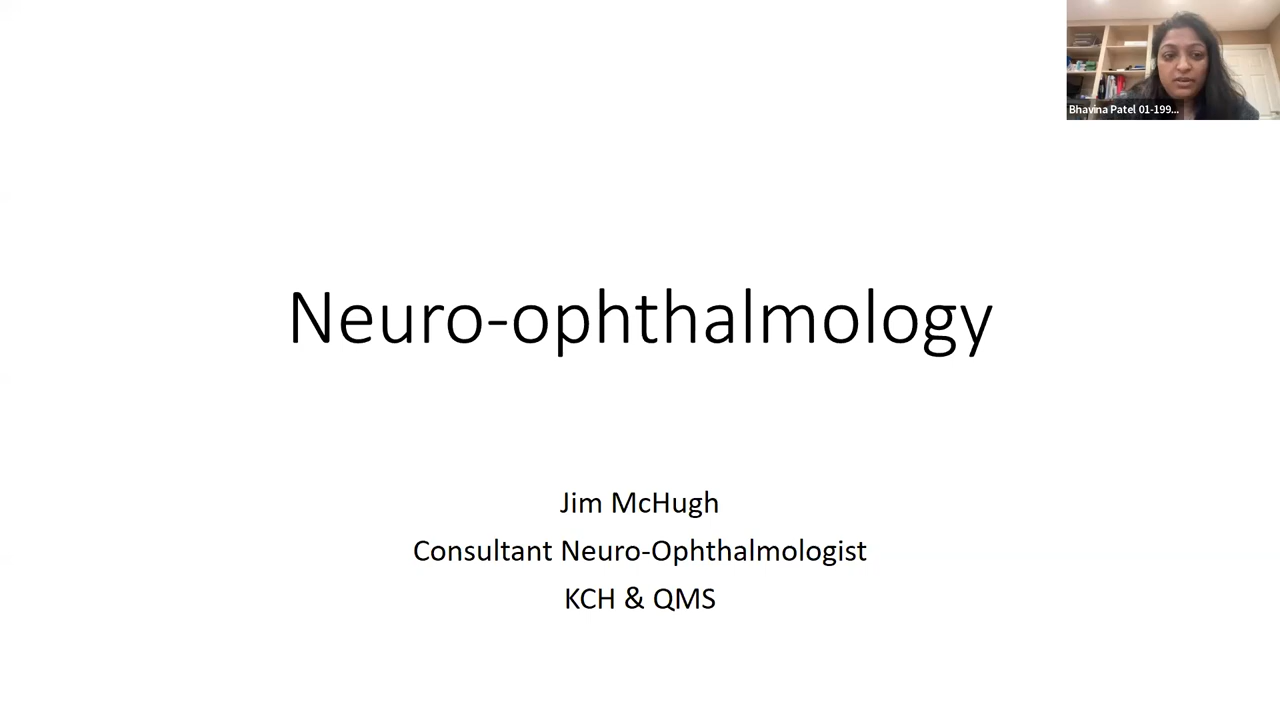 Bhavina Patel 01-199...
Neuro-ophthalmology
Jim McHugh
Consultant Neuro-Ophthalmologist
KCH & QMS